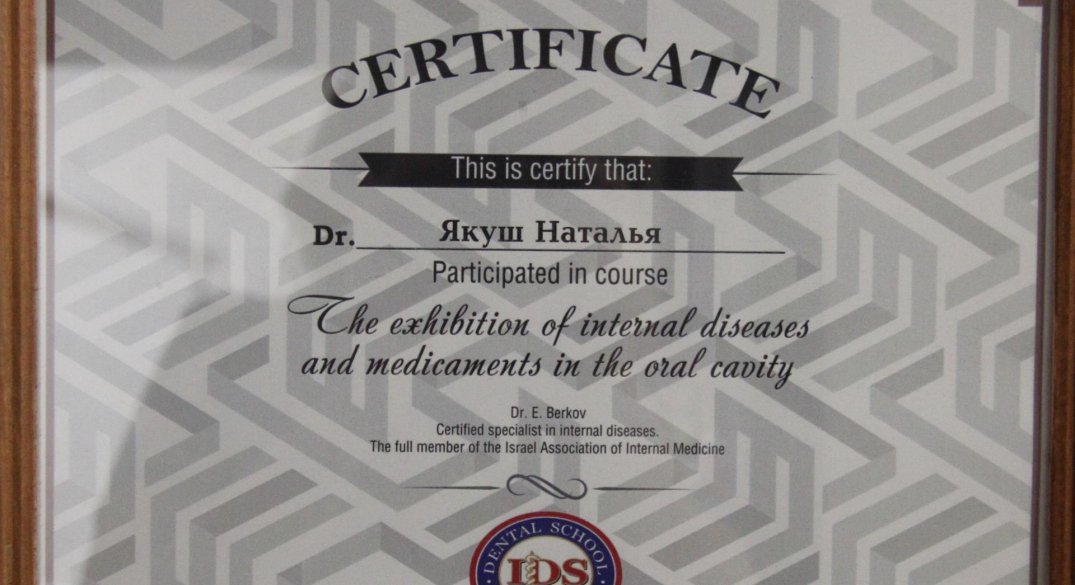 CERTIFICATE
This is certify that:
Dr. Якуш Наталья
Participated in course
The exhibition of internal diseases
and medicaments in the oral cavity
Dr. E. Berkov
Certified specialist in internal diseases.
The full member of the Israel Association of Internal Medicine
DENTAL SCHOOL
IDS